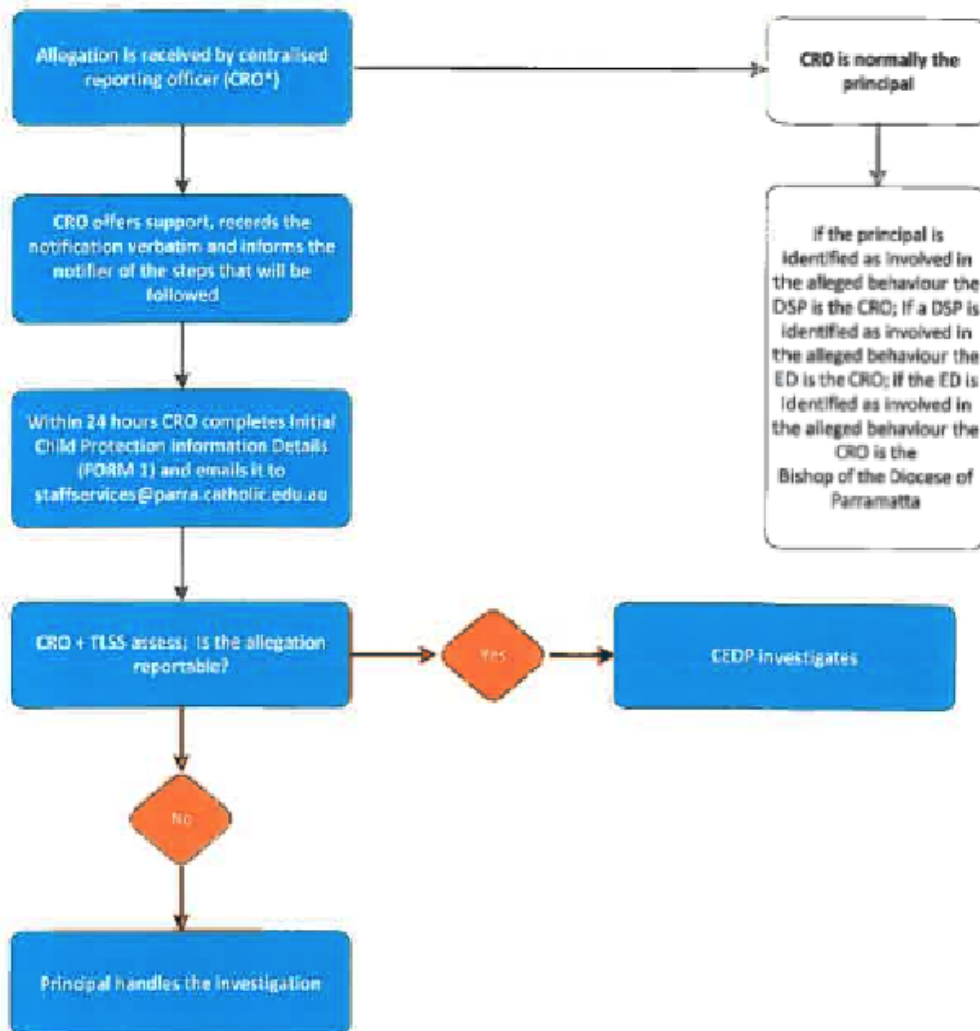 Allegation is received by centralised
reporting officer (CRO*)
CRO is normally the
principal
CRO offers support, records the
notification verbatim and informs the
notifier of the steps that will be
followed
If the principal is
identified as involved in
the alleged behaviour the
DSP is the CRO; If a DSP is
identified as involved in
the alleged behaviour the
ED is the CRO; if the ED is
identified as involved in
the alleged behaviour the
CRO is the
Bishop of the Diocese of
Parramatta
Within 24 hours CRO completes Initial
Child Protection Information Details
(FORM 1) and emails it to
staffservices@parra.catholic.edu.au
CRO + TLSS assess; Is the allegation
reportable?
Yes
CEDP investigates
No
Principal handles the investigation